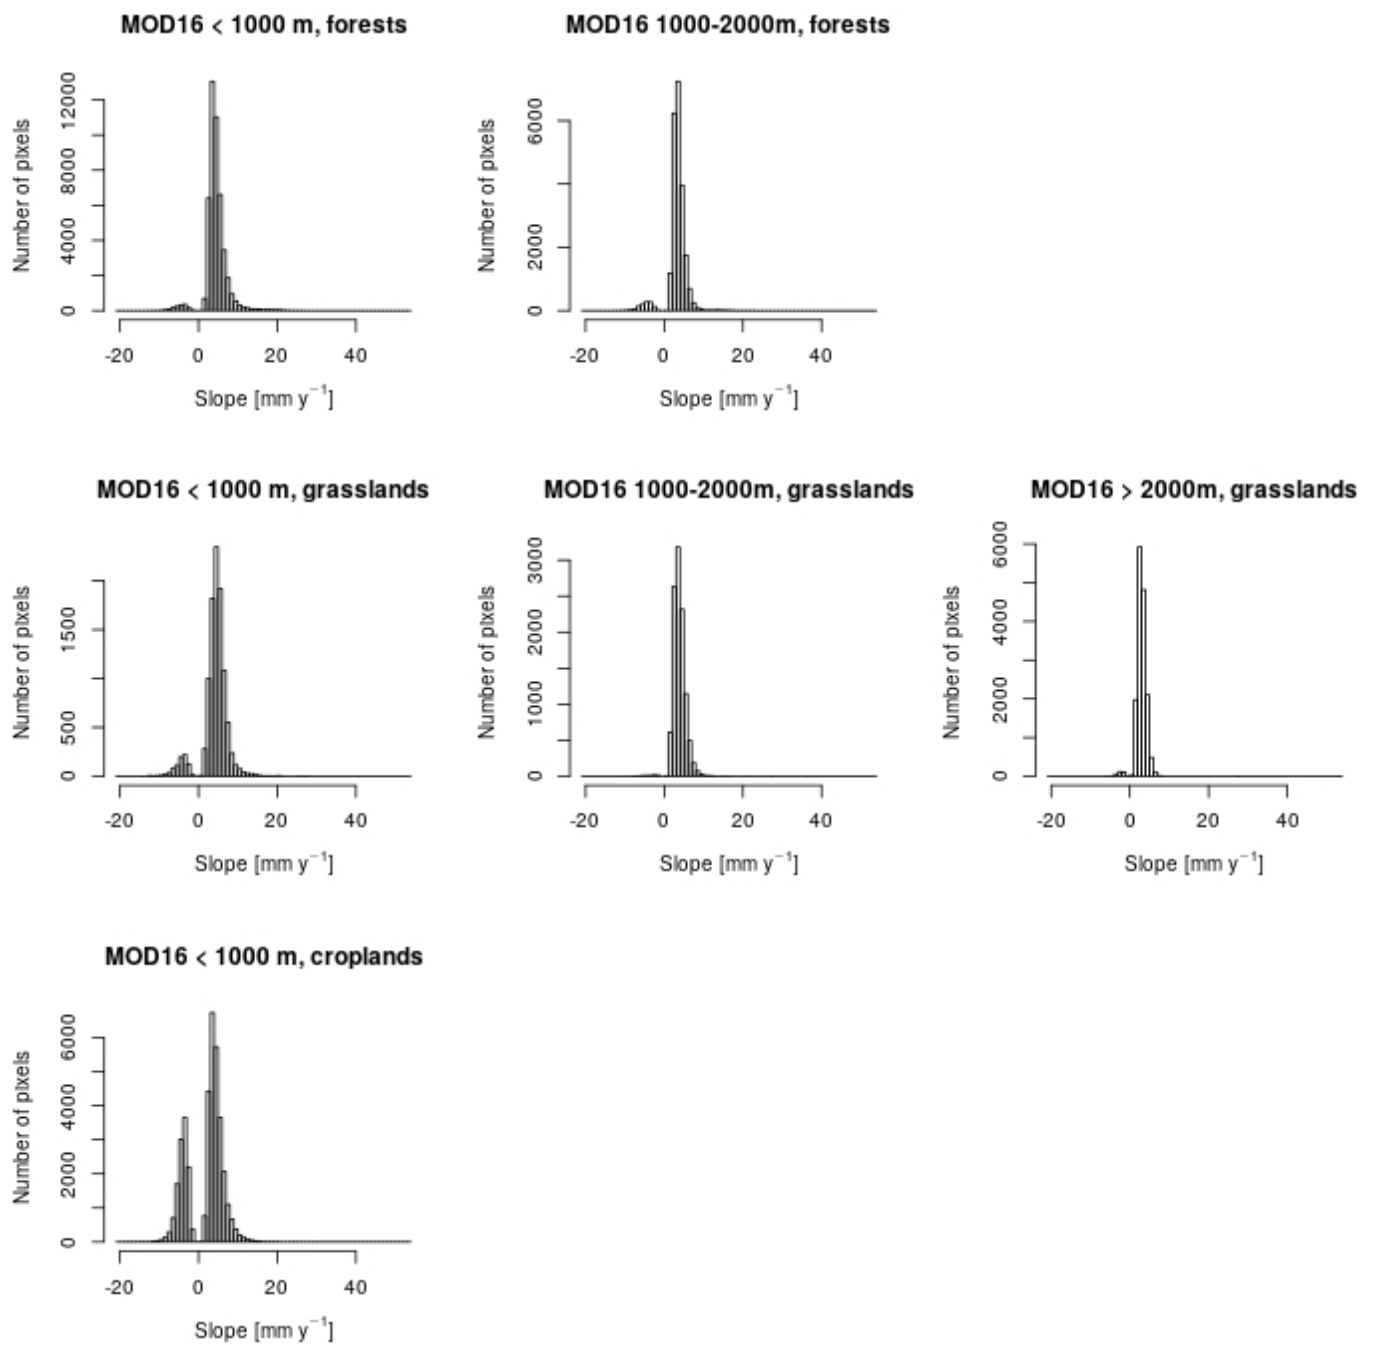 MOD16 < 1000 m, forests
Number of pixels
0 4000 8000 12000
-20 0 20 40
Slope [mm y⁻¹]
MOD16 1000-2000m, forests
Number of pixels
0 2000 6000
-20 0 20 40
Slope [mm y⁻¹]
MOD16 < 1000 m, grasslands
Number of pixels
0 500 1500
-20 0 20 40
Slope [mm y⁻¹]
MOD16 1000-2000m, grasslands
Number of pixels
0 1000 2000 3000
-20 0 20 40
Slope [mm y⁻¹]
MOD16 > 2000m, grasslands
Number of pixels
0 2000 4000 6000
-20 0 20 40
Slope [mm y⁻¹]
MOD16 < 1000 m, croplands
Number of pixels
0 2000 4000 6000
-20 0 20 40
Slope [mm y⁻¹]